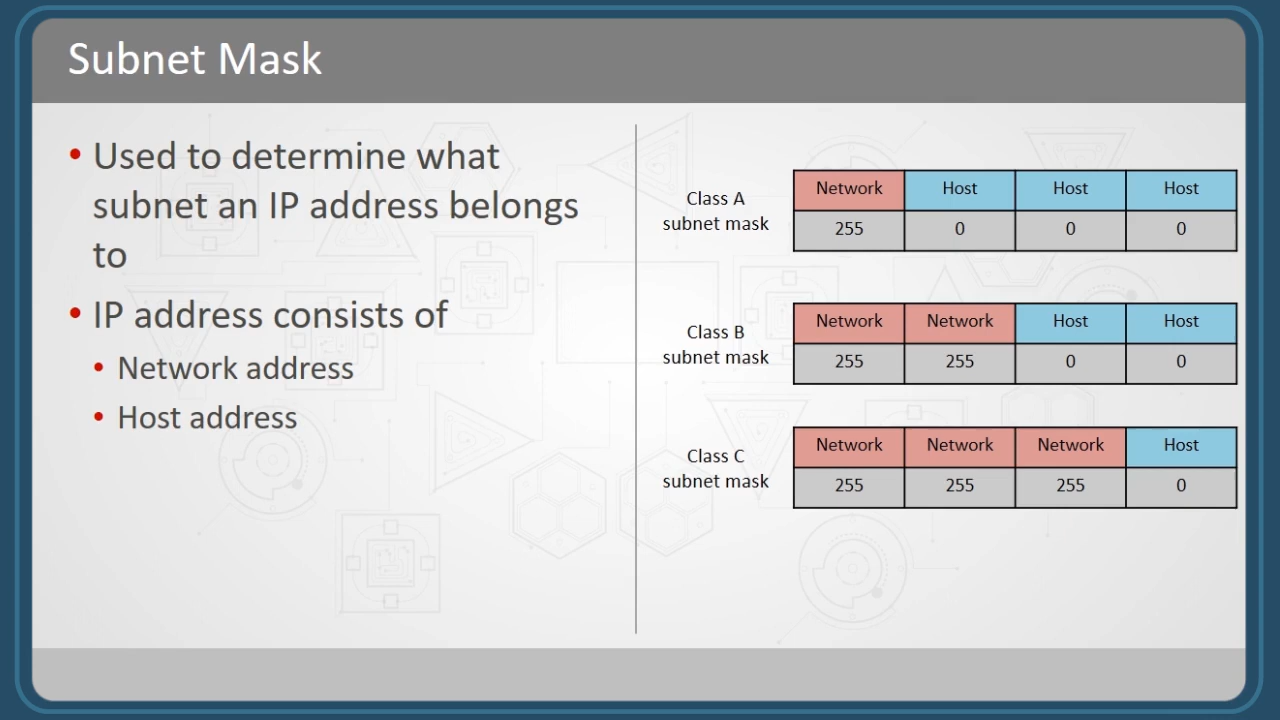 Subnet Mask
• Used to determine what
subnet an IP address belongs
to
• IP address consists of
• Network address
• Host address
Class A
subnet mask
Network Host Host Host
255 0 0 0
Class B
subnet mask
Network Network Host Host
255 255 0 0
Class C
subnet mask
Network Network Network Host
255 255 255 0